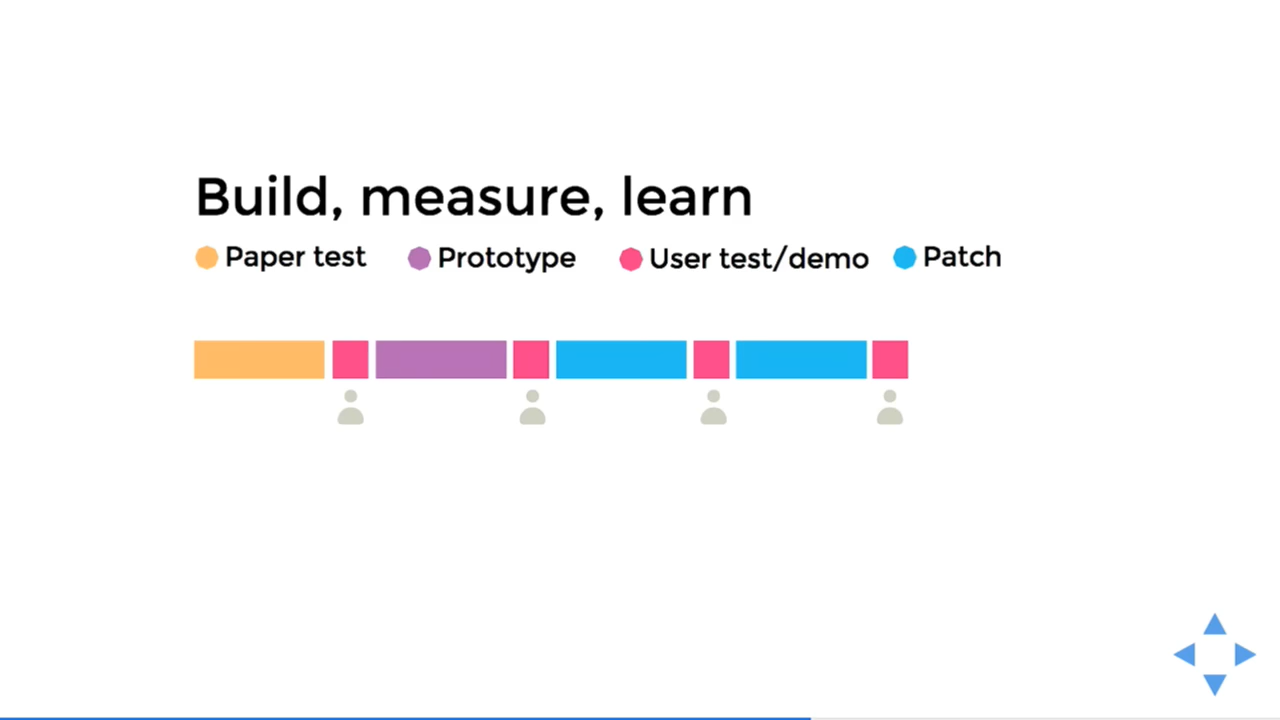 Build, measure, learn
Paper test Prototype User test/demo Patch